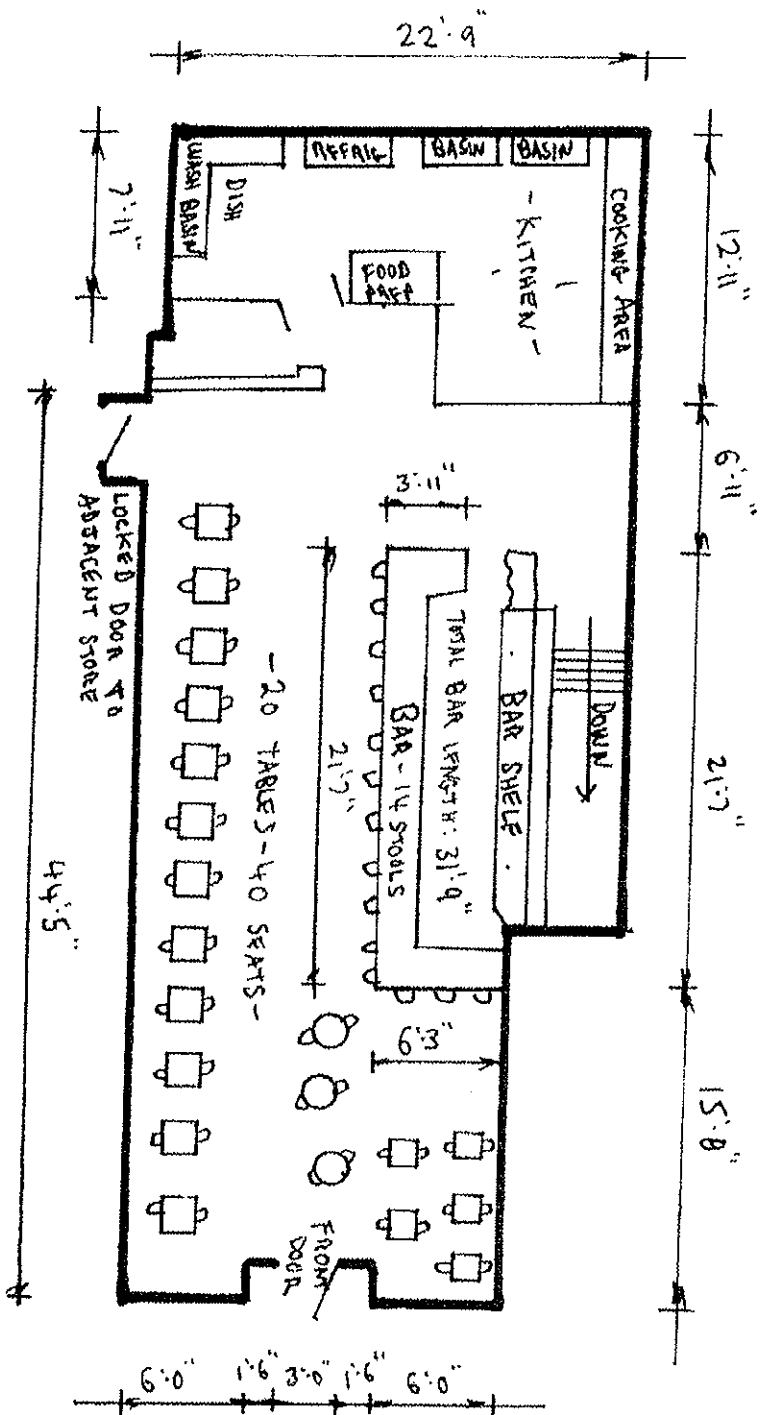 22'-9"
7'-11"
12'-11"
6'-11"
21'-7"
15'-8"
WASH BASIN
DISH
REFRIG
BASIN
BASIN
COOKING AREA
- KITCHEN -
FOOD
PREP
3'-11"
LOCKED DOOR TO
ADJACENT STORE
44'-5"
- 20 TABLES - 40 SEATS -
21'-7"
BAR - 14 STOOLS
TOTAL BAR LENGTH: 31'-9"
BAR SHELF
DOWN
6'-3"
FRONT
DOOR
6'-0"
1'-6"
3'-0"
1'-6"
6'-0"